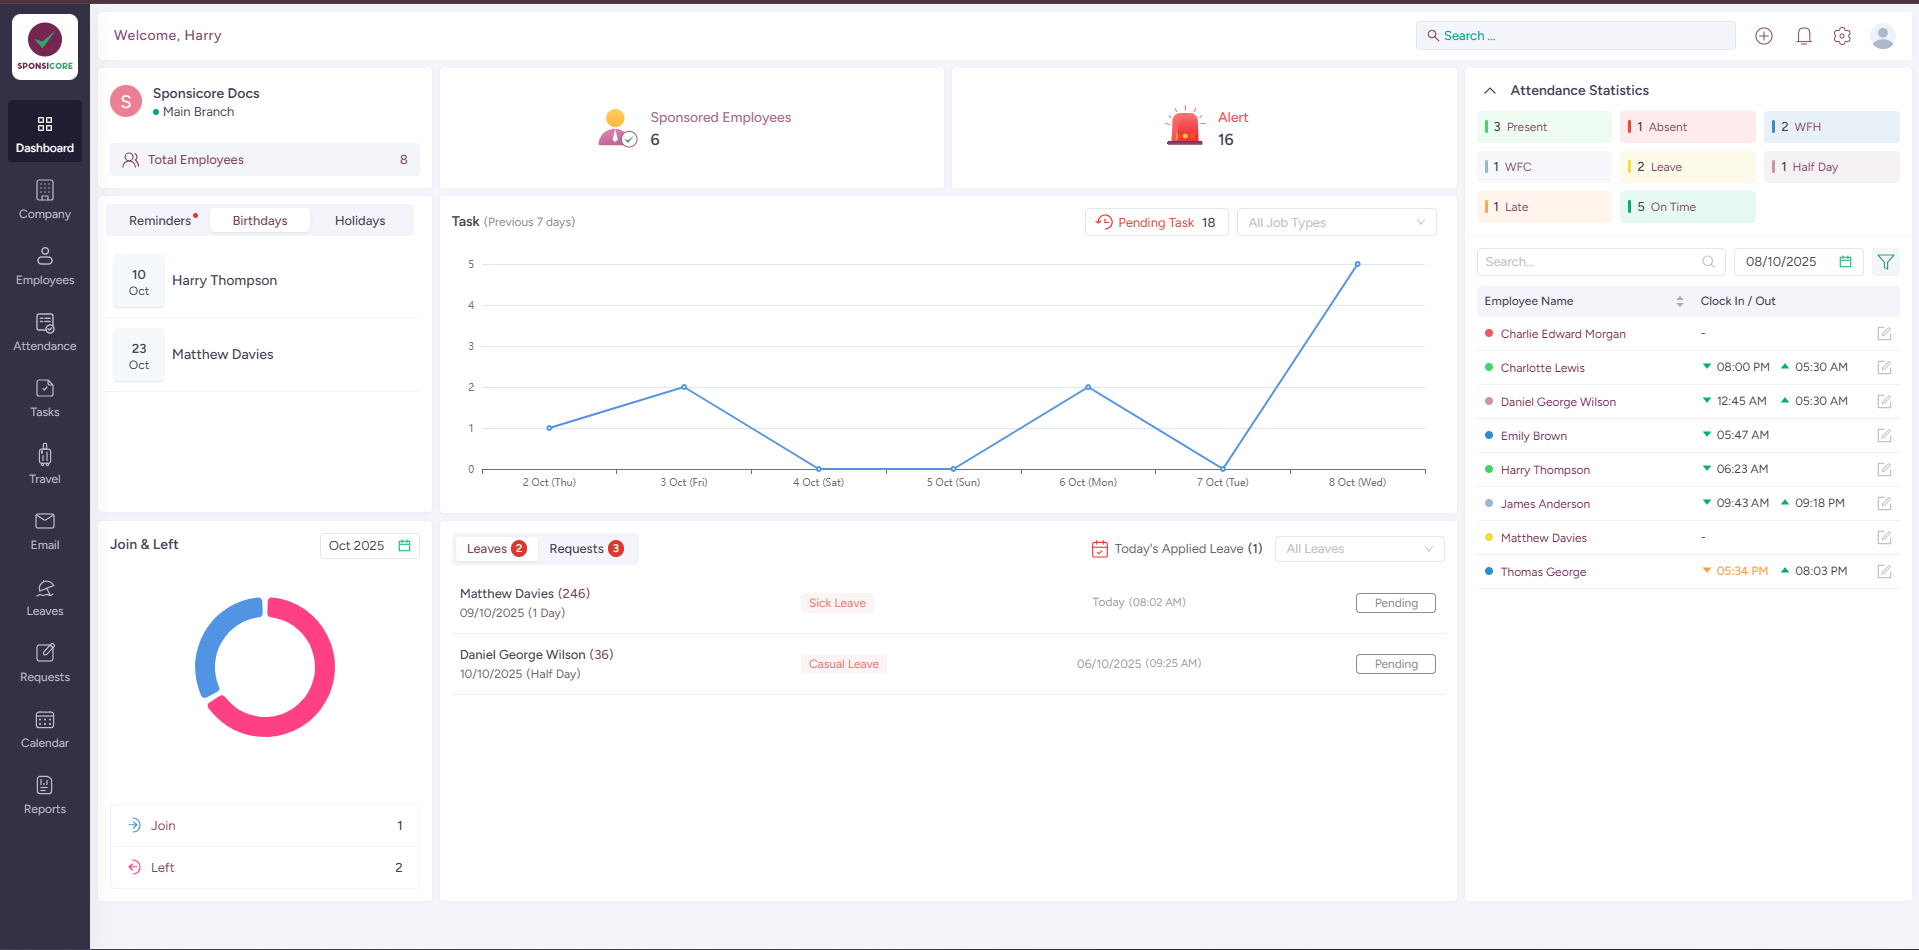 SPONSICORE
Dashboard
Company
Employees
Attendance
Tasks
Travel
Email
Leaves
Requests
Calendar
Reports
Welcome, Harry
Search ...
S
Sponsicore Docs
Main Branch
Total Employees 8
Sponsored Employees
6
Alert
16
Reminders Birthdays Holidays
10
Oct
Harry Thompson
23
Oct
Matthew Davies
Task (Previous 7 days)
Pending Task 18
All Job Types
5
4
3
2
1
0
2 Oct (Thu) 3 Oct (Fri) 4 Oct (Sat) 5 Oct (Sun) 6 Oct (Mon) 7 Oct (Tue) 8 Oct (Wed)
Join & Left
Oct 2025
Join 1
Left 2
Leaves 2 Requests 3
Today's Applied Leave (1)
All Leaves
Matthew Davies (246)
09/10/2025 (1 Day)
Sick Leave
Today (08:02 AM)
Pending
Daniel George Wilson (36)
10/10/2025 (Half Day)
Casual Leave
06/10/2025 (09:25 AM)
Pending
Attendance Statistics
3 Present
1 Absent
2 WFH
1 WFC
2 Leave
1 Half Day
1 Late
5 On Time
Search...
08/10/2025
Employee Name Clock In / Out
Charlie Edward Morgan -
Charlotte Lewis 08:00 PM 05:30 AM
Daniel George Wilson 12:45 AM 05:30 AM
Emily Brown 05:47 AM
Harry Thompson 06:23 AM
James Anderson 09:43 AM 09:18 PM
Matthew Davies -
Thomas George 05:34 PM 08:03 PM